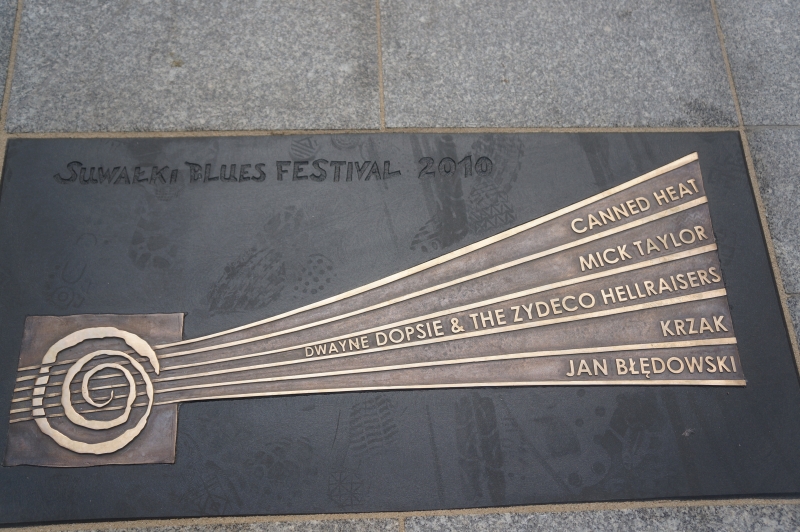 SUWAŁKI BLUES FESTIVAL 2010
CANNED HEAT
MICK TAYLOR
DWAYNE DOPSIE & THE ZYDECO HELLRAISERS
KRZAK
JAN BŁĘDOWSKI